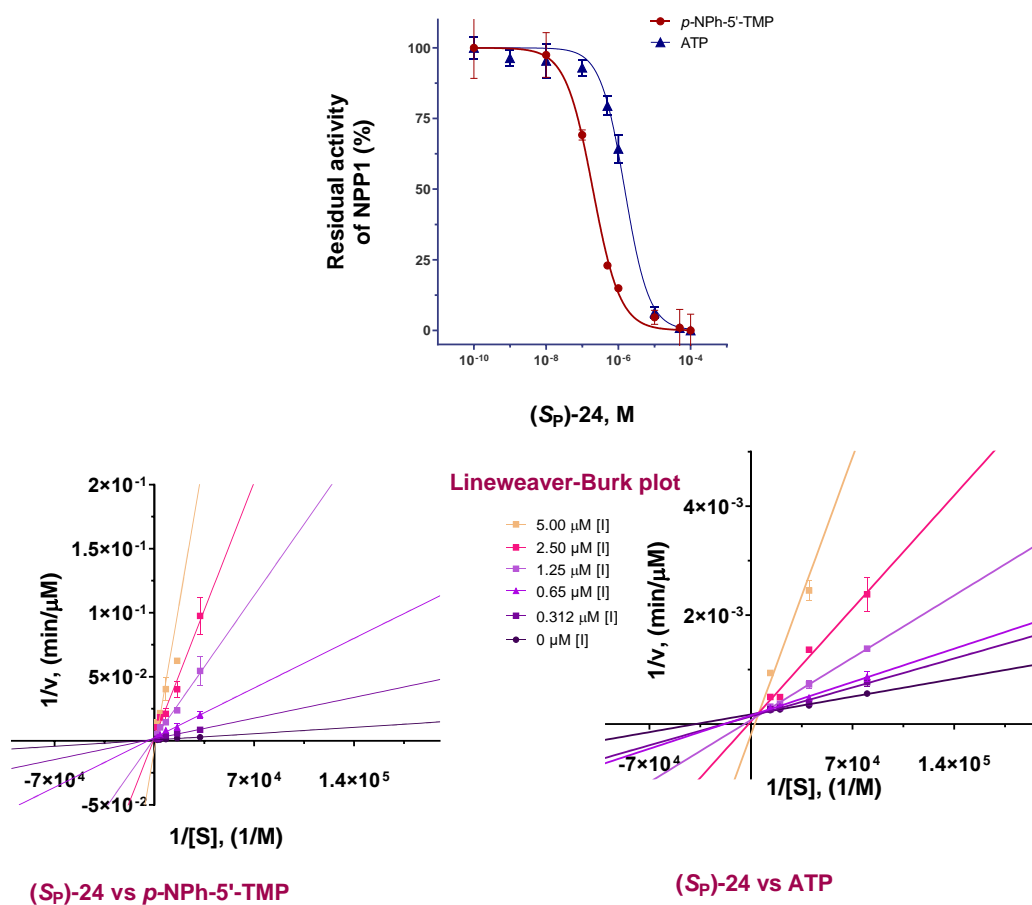 p-NPh-5'-TMP
ATP
Residual activity
of NPP1 (%)
100
75
50
25
0
10⁻¹⁰
10⁻⁸
10⁻⁶
10⁻⁴
(Sₚ)-24, M
Lineweaver-Burk plot
5.00 μM [I]
2.50 μM [I]
1.25 μM [I]
0.65 μM [I]
0.312 μM [I]
0 μM [I]
1/v, (min/μM)
2×10⁻¹
1.5×10⁻¹
1×10⁻¹
5×10⁻²
-5×10⁻²
-7×10⁴
7×10⁴
1.4×10⁵
1/[S], (1/M)
(Sₚ)-24 vs p-NPh-5'-TMP
1/v, (min/μM)
4×10⁻³
2×10⁻³
-7×10⁴
7×10⁴
1.4×10⁵
1/[S], (1/M)
(Sₚ)-24 vs ATP